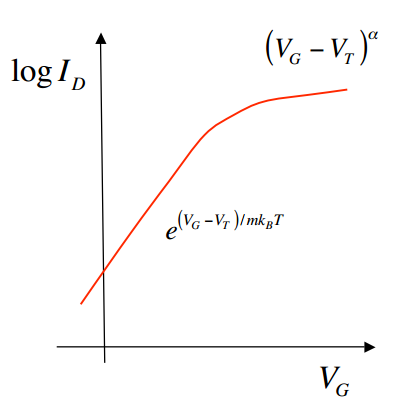 (V_G − V_T)^α
log I_D
e^{(V_G −V_T)/mk_BT}
V_G